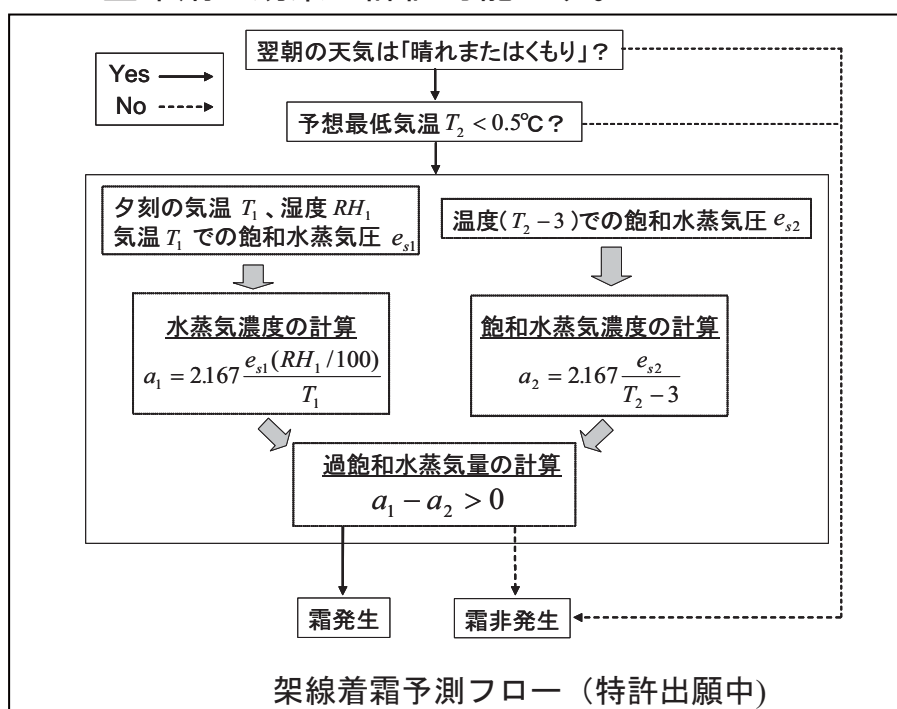 翌朝の天気は「晴れまたはくもり」?
Yes
No
予想最低気温 T₂ < 0.5℃?
夕刻の気温 T₁、湿度 RH₁
気温 T₁ での飽和水蒸気圧 eₛ₁
温度(T₂－3)での飽和水蒸気圧 eₛ₂
水蒸気濃度の計算
a₁ = 2.167 eₛ₁(RH₁/100) / T₁
飽和水蒸気濃度の計算
a₂ = 2.167 eₛ₂ / (T₂ − 3)
過飽和水蒸気量の計算
a₁ − a₂ > 0
霜発生
霜非発生
架線着霜予測フロー（特許出願中)